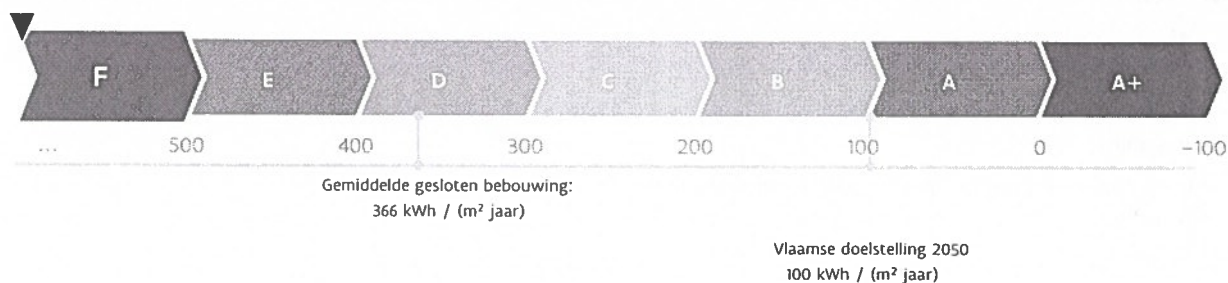 F E D C B A A+
... 500 400 300 200 100 0 −100
Gemiddelde gesloten bebouwing:
366 kWh / (m² jaar)
Vlaamse doelstelling 2050
100 kWh / (m² jaar)